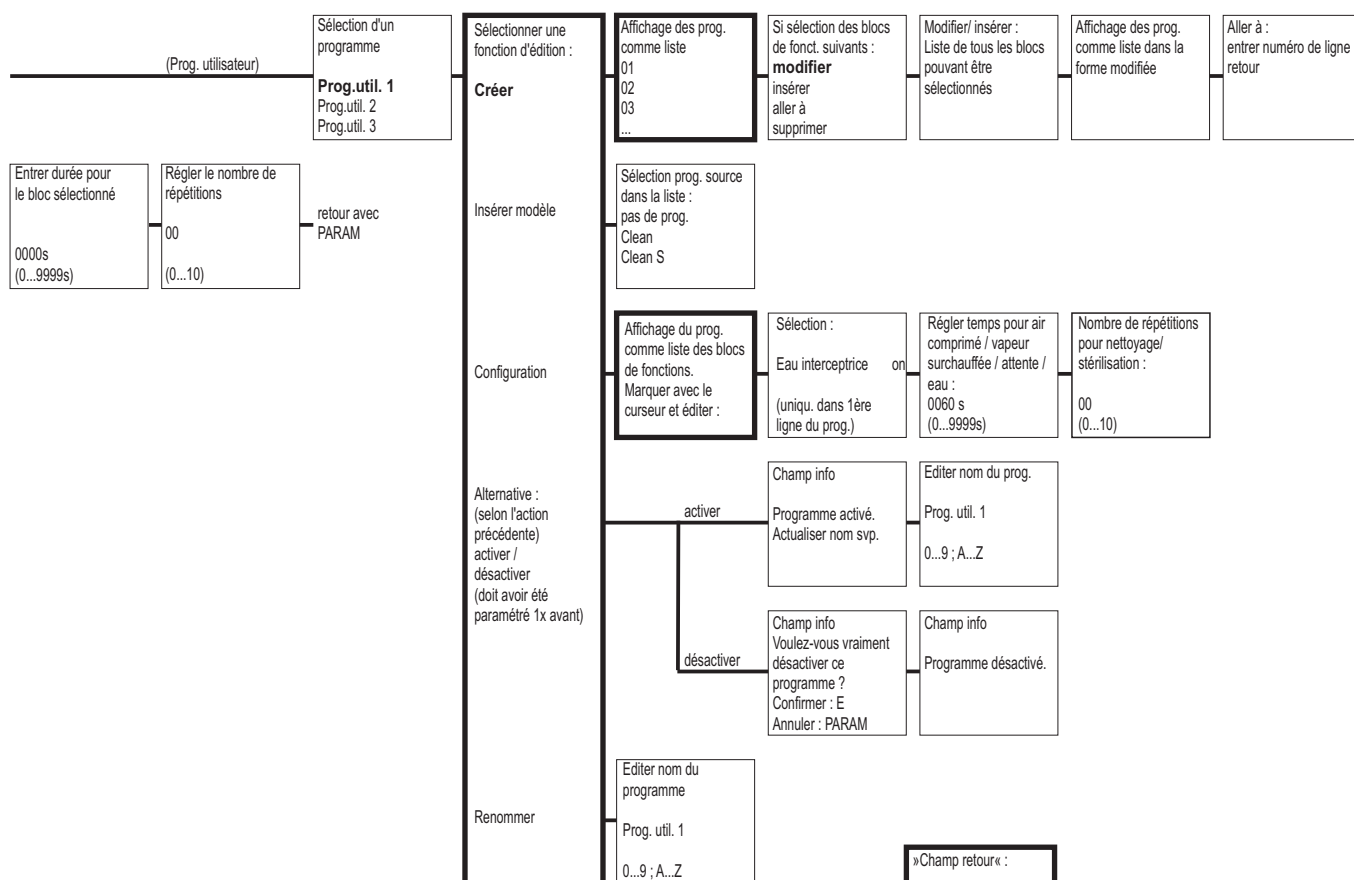 (Prog. utilisateur)
Sélection d'un
programme
Prog.util. 1
Prog.util. 2
Prog.util. 3
Sélectionner une
fonction d'édition :
Créer
Affichage des prog.
comme liste
01
02
03
...
Si sélection des blocs
de fonct. suivants :
modifier
insérer
aller à
supprimer
Modifier/ insérer :
Liste de tous les blocs
pouvant être
sélectionnés
Affichage des prog.
comme liste dans la
forme modifiée
Aller à :
entrer numéro de ligne
retour
Entrer durée pour
le bloc sélectionné
0000s
(0...9999s)
Régler le nombre de
répétitions
00
(0...10)
retour avec
PARAM
Insérer modèle
Sélection prog. source
dans la liste :
pas de prog.
Clean
Clean S
Configuration
Affichage du prog.
comme liste des blocs
de fonctions.
Marquer avec le
curseur et éditer :
Sélection :
Eau interceptrice on
(uniqu. dans 1ère
ligne du prog.)
Régler temps pour air
comprimé / vapeur
surchauffée / attente /
eau :
0060 s
(0...9999s)
Nombre de répétitions
pour nettoyage/
stérilisation :
00
(0...10)
Alternative :
(selon l'action
précédente)
activer /
désactiver
(doit avoir été
paramétré 1x avant)
activer
Champ info
Programme activé.
Actualiser nom svp.
Editer nom du prog.
Prog. util. 1
0...9 ; A...Z
désactiver
Champ info
Voulez-vous vraiment
désactiver ce
programme ?
Confirmer : E
Annuler : PARAM
Champ info
Programme désactivé.
Renommer
Editer nom du
programme
Prog. util. 1
0...9 ; A...Z
»Champ retour« :